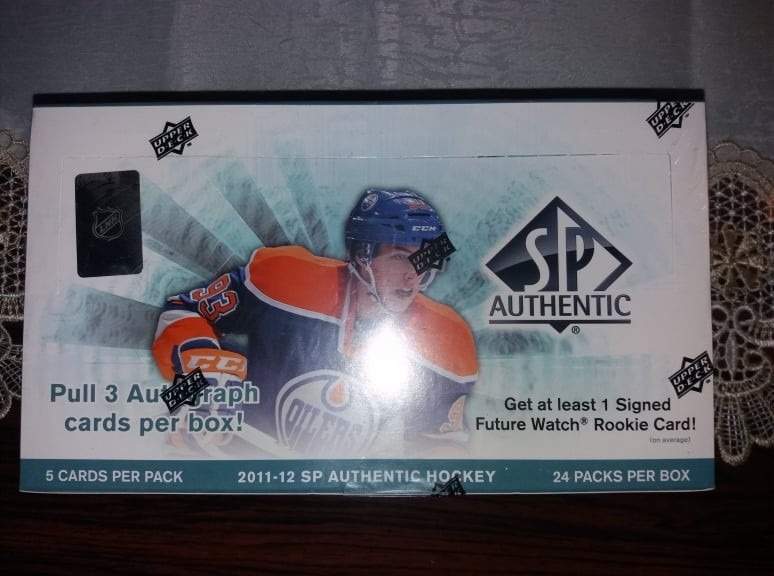 UPPER DECK
UPPER DECK
NHL
CCM
93
SP
AUTHENTIC
®
CCM
OILERS
Pull 3 Autograph
cards per box!
Get at least 1 Signed
Future Watch® Rookie Card!
(on average)
UPPER DECK
5 CARDS PER PACK
2011-12 SP AUTHENTIC HOCKEY
24 PACKS PER BOX